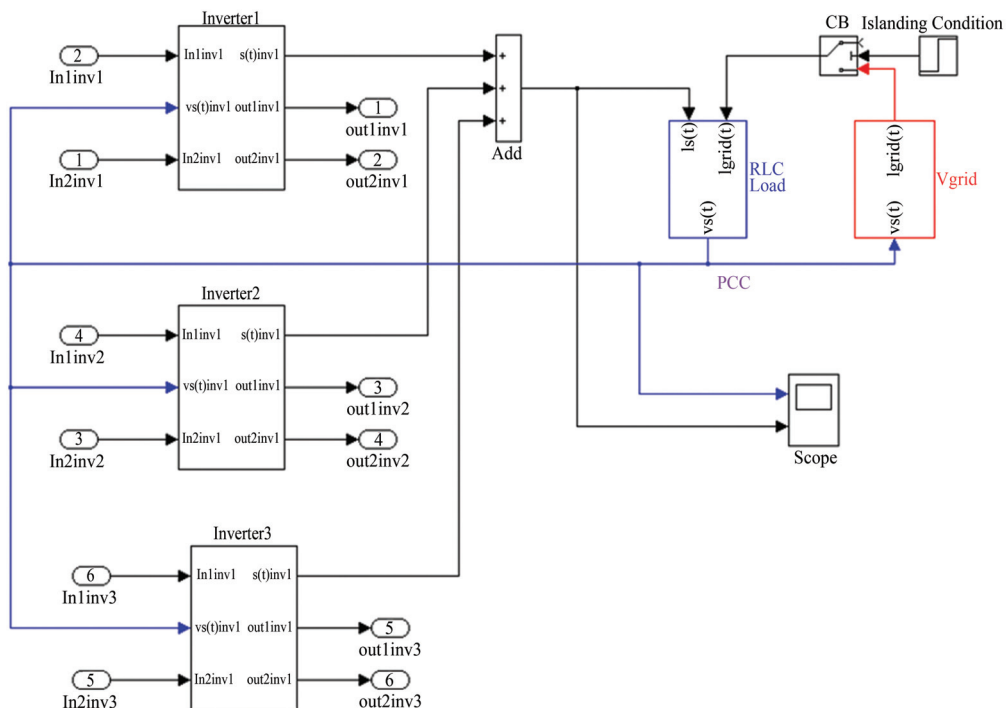 Inverter1
2
In1inv1
In1inv1
s(t)inv1
vs(t)inv1
out1inv1
1
out1inv1
1
In2inv1
In2inv1
out2inv1
2
out2inv1
+
+
+
Add
CB
Islanding Condition
ls(t)
lgrid(t)
vs(t)
RLC
Load
lgrid(t)
vs(t)
Vgrid
PCC
Inverter2
4
In1inv2
In1inv1
s(t)inv1
vs(t)inv1
out1inv1
3
out1inv2
3
In2inv2
In2inv1
out2inv1
4
out2inv2
Scope
Inverter3
6
In1inv3
In1inv1
s(t)inv1
vs(t)inv1
out1inv1
5
out1inv3
5
In2inv3
In2inv1
out2inv1
6
out2inv3